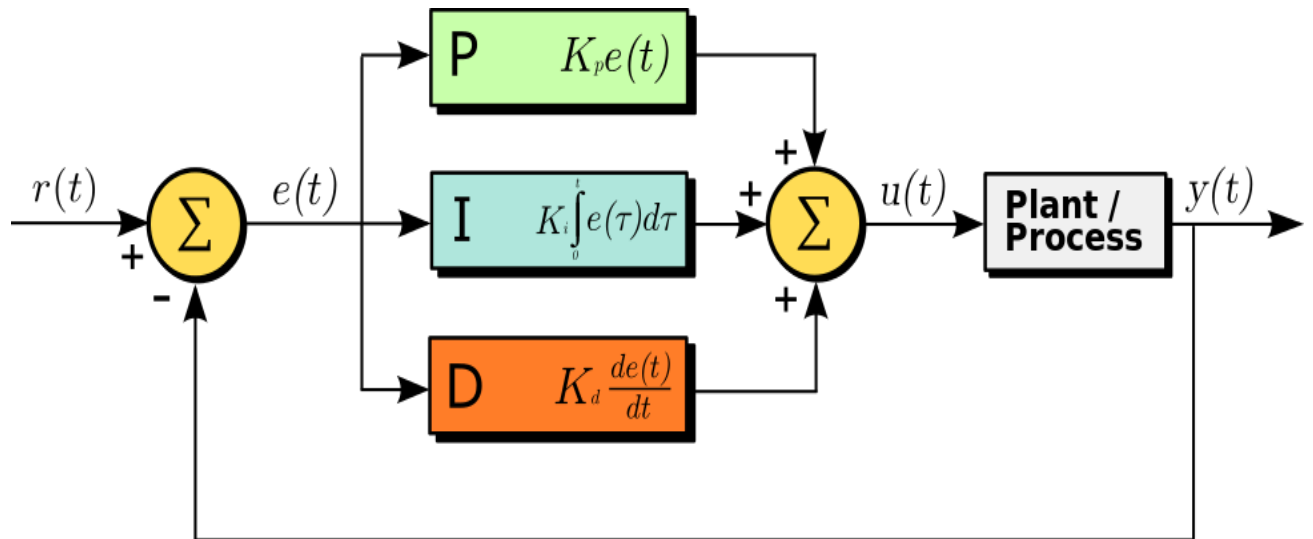 P K_p e(t)
r(t)
+
-
Σ
e(t)
I K_i ∫_0^t e(τ)dτ
D K_d de(t)/dt
+
+
+
Σ
u(t)
Plant /
Process
y(t)